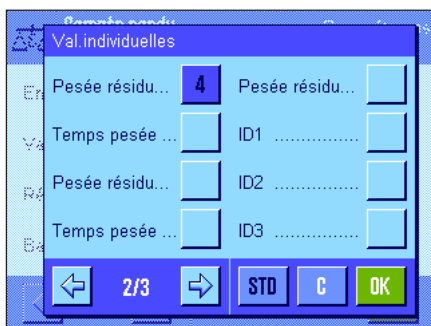 Val.individuelles
Pesée résidu... 4 Pesée résidu...
Temps pesée ... ID1 ...............
Pesée résidu... ID2 ...............
Temps pesée ... ID3 ...............
2/3 STD C OK